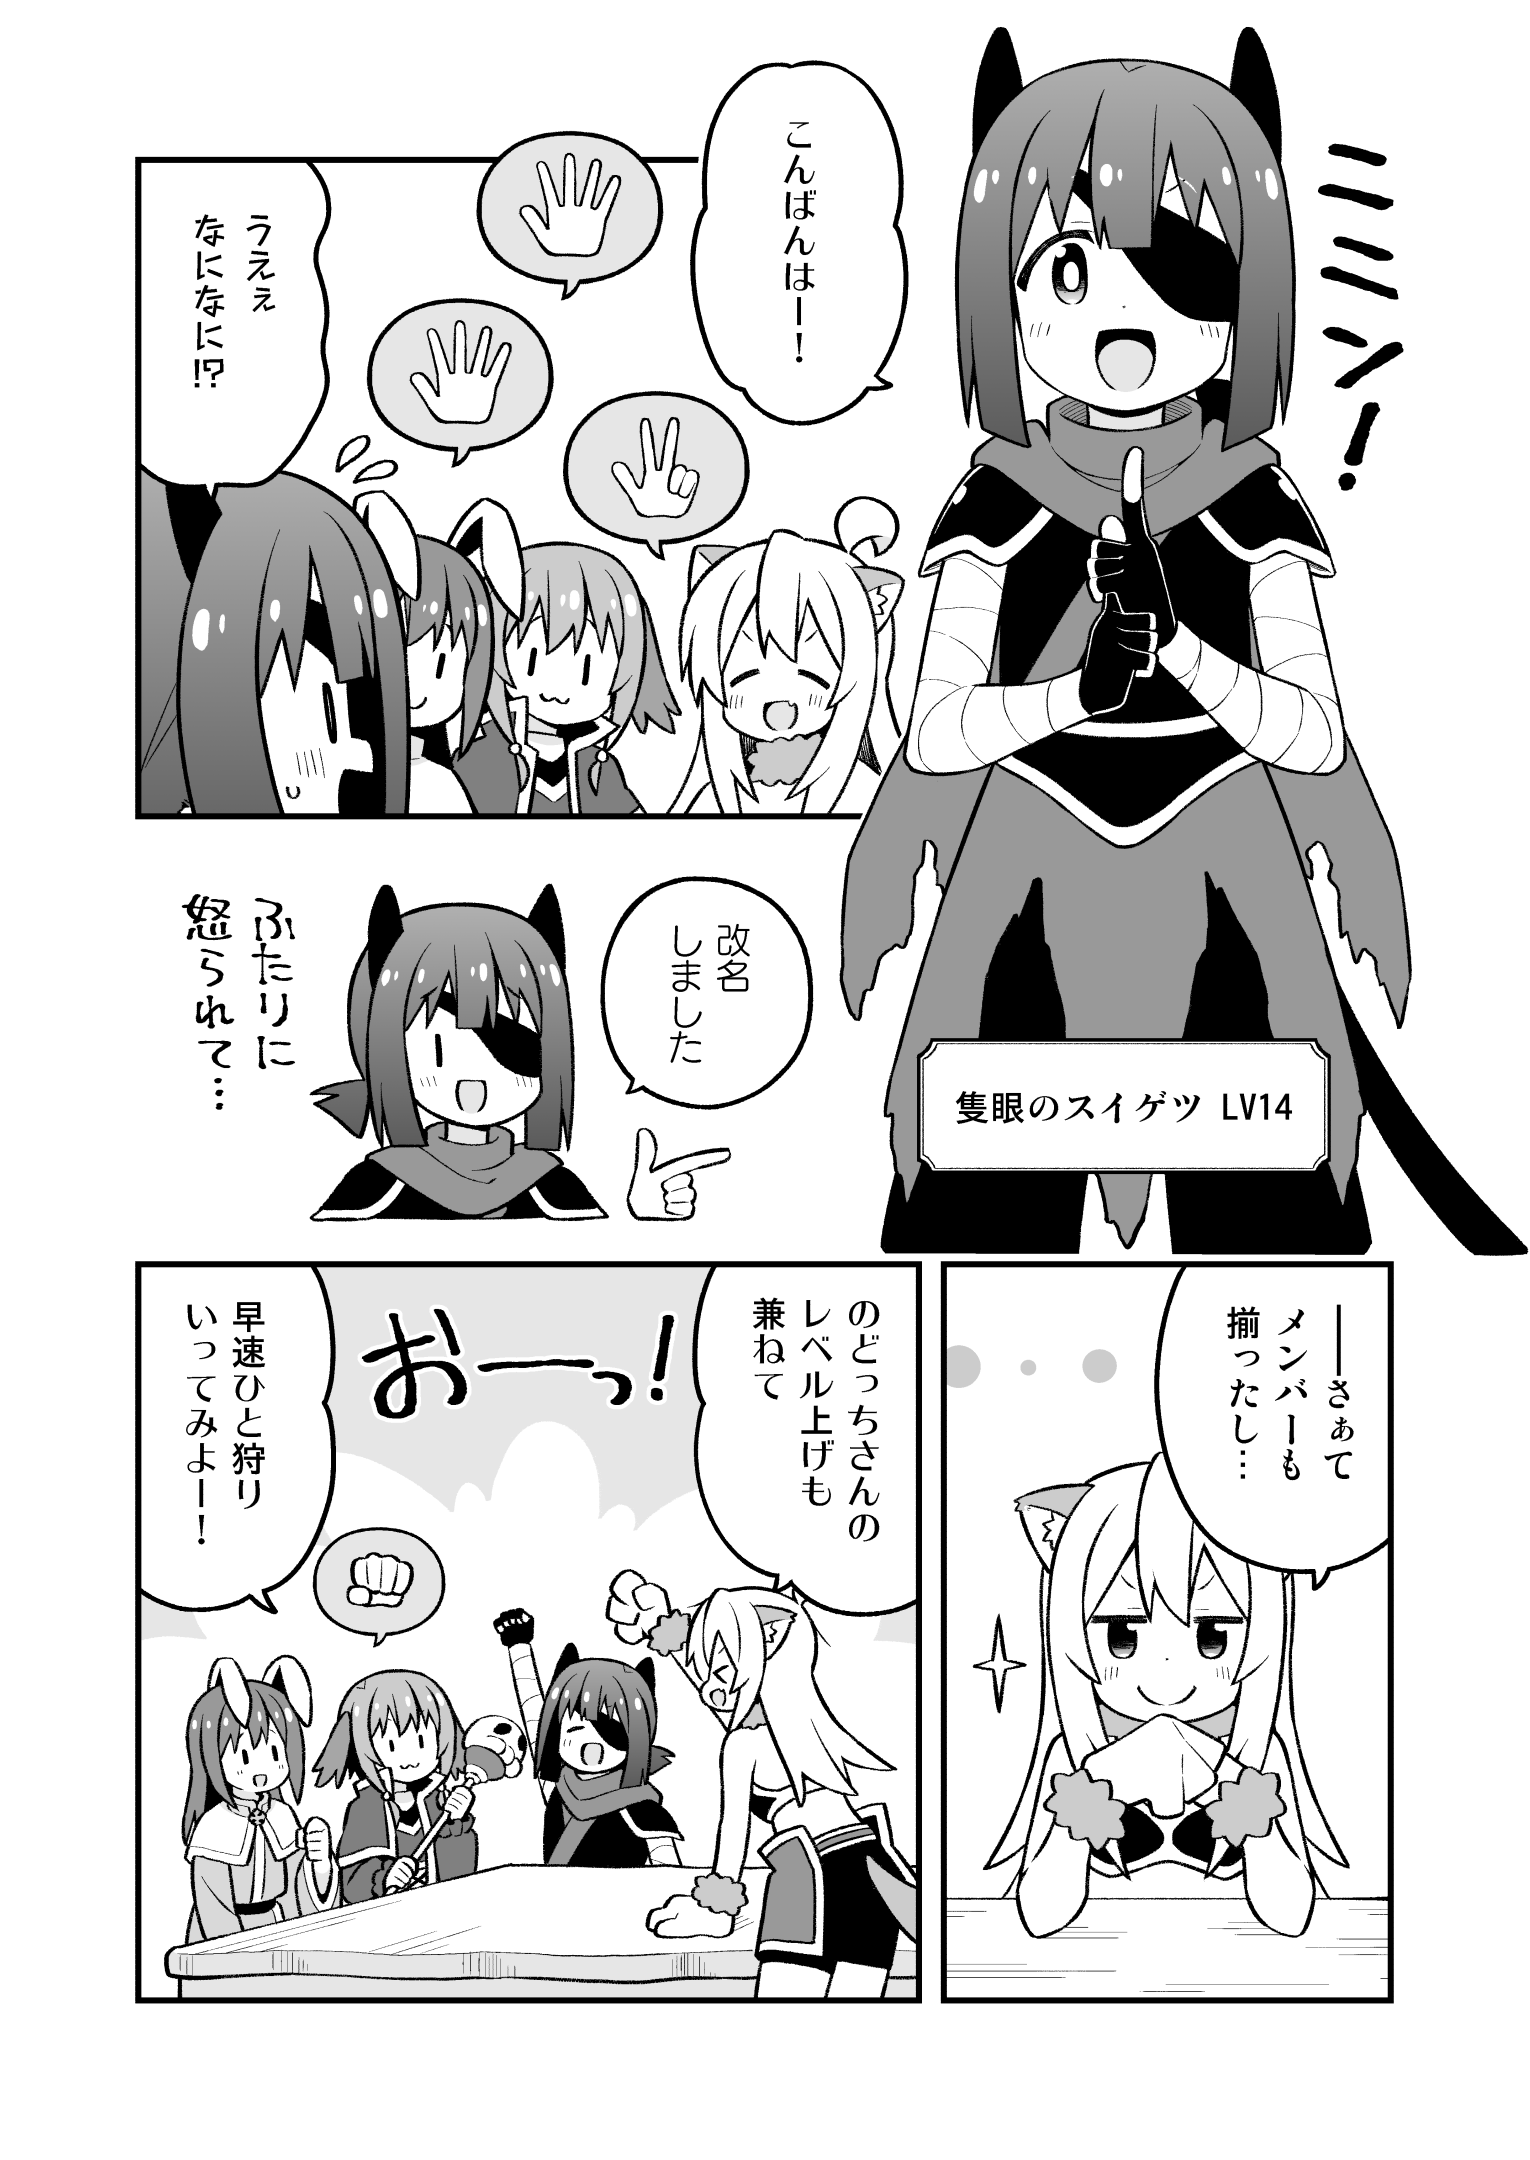 ミミン！
こんばんはー！
うえぇ
なになに!?
隻眼のスイゲツ LV14
改名
しました
ふたりに
怒られて…
――さぁて
メンバーも
揃ったし…
のどっちさんの
レベル上げも
兼ねて
おーっ！
早速ひと狩り
いってみよー！